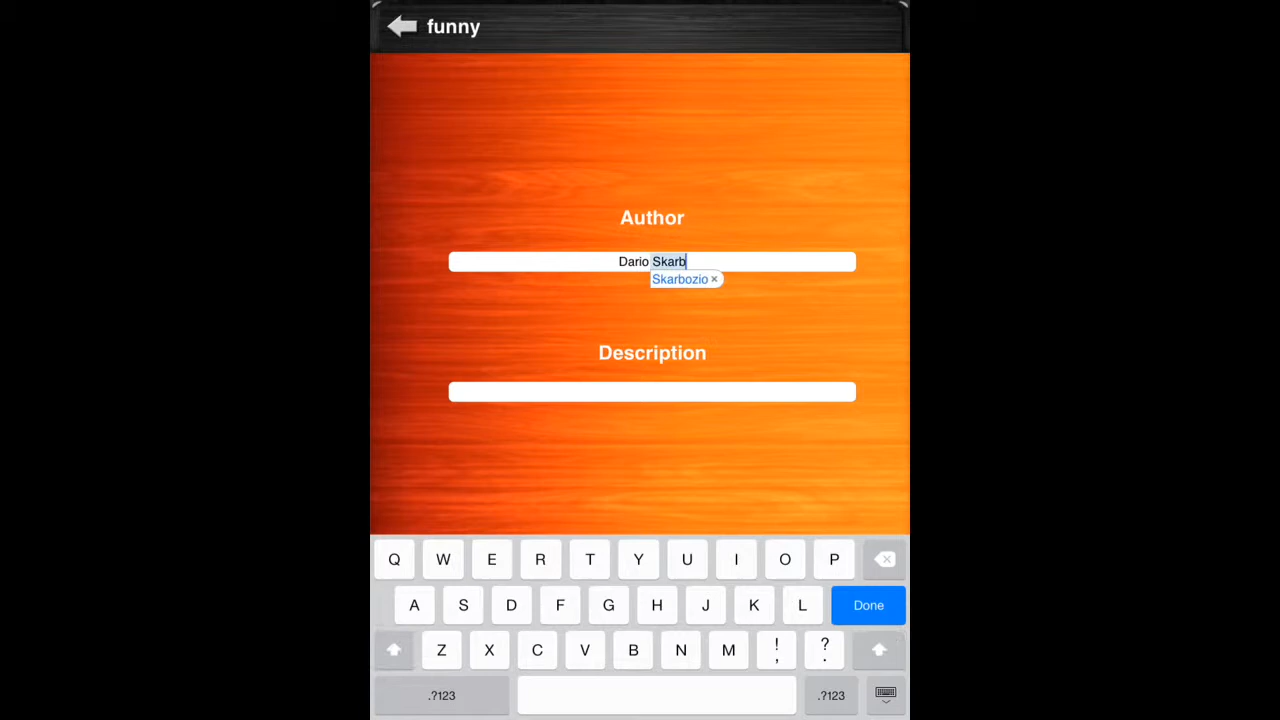 funny
Author
Dario Skarb
Skarbozio ×
Description
Q W E R T Y U I O P
A S D F G H J K L Done
Z X C V B N M ! , ? .
.?123 .?123